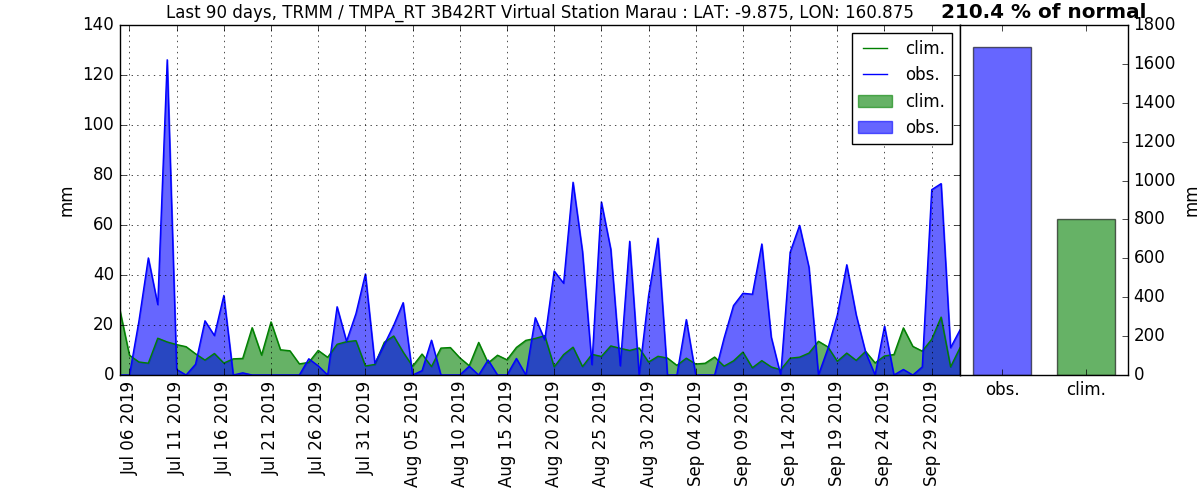 Last 90 days, TRMM / TMPA_RT 3B42RT Virtual Station Marau : LAT: -9.875, LON: 160.875
210.4 % of normal
mm
140
120
100
80
60
40
20
0
clim.
obs.
clim.
obs.
1800
1600
1400
1200
1000
800
600
400
200
0
mm
Jul 06 2019
Jul 11 2019
Jul 16 2019
Jul 21 2019
Jul 26 2019
Jul 31 2019
Aug 05 2019
Aug 10 2019
Aug 15 2019
Aug 20 2019
Aug 25 2019
Aug 30 2019
Sep 04 2019
Sep 09 2019
Sep 14 2019
Sep 19 2019
Sep 24 2019
Sep 29 2019
obs.
clim.